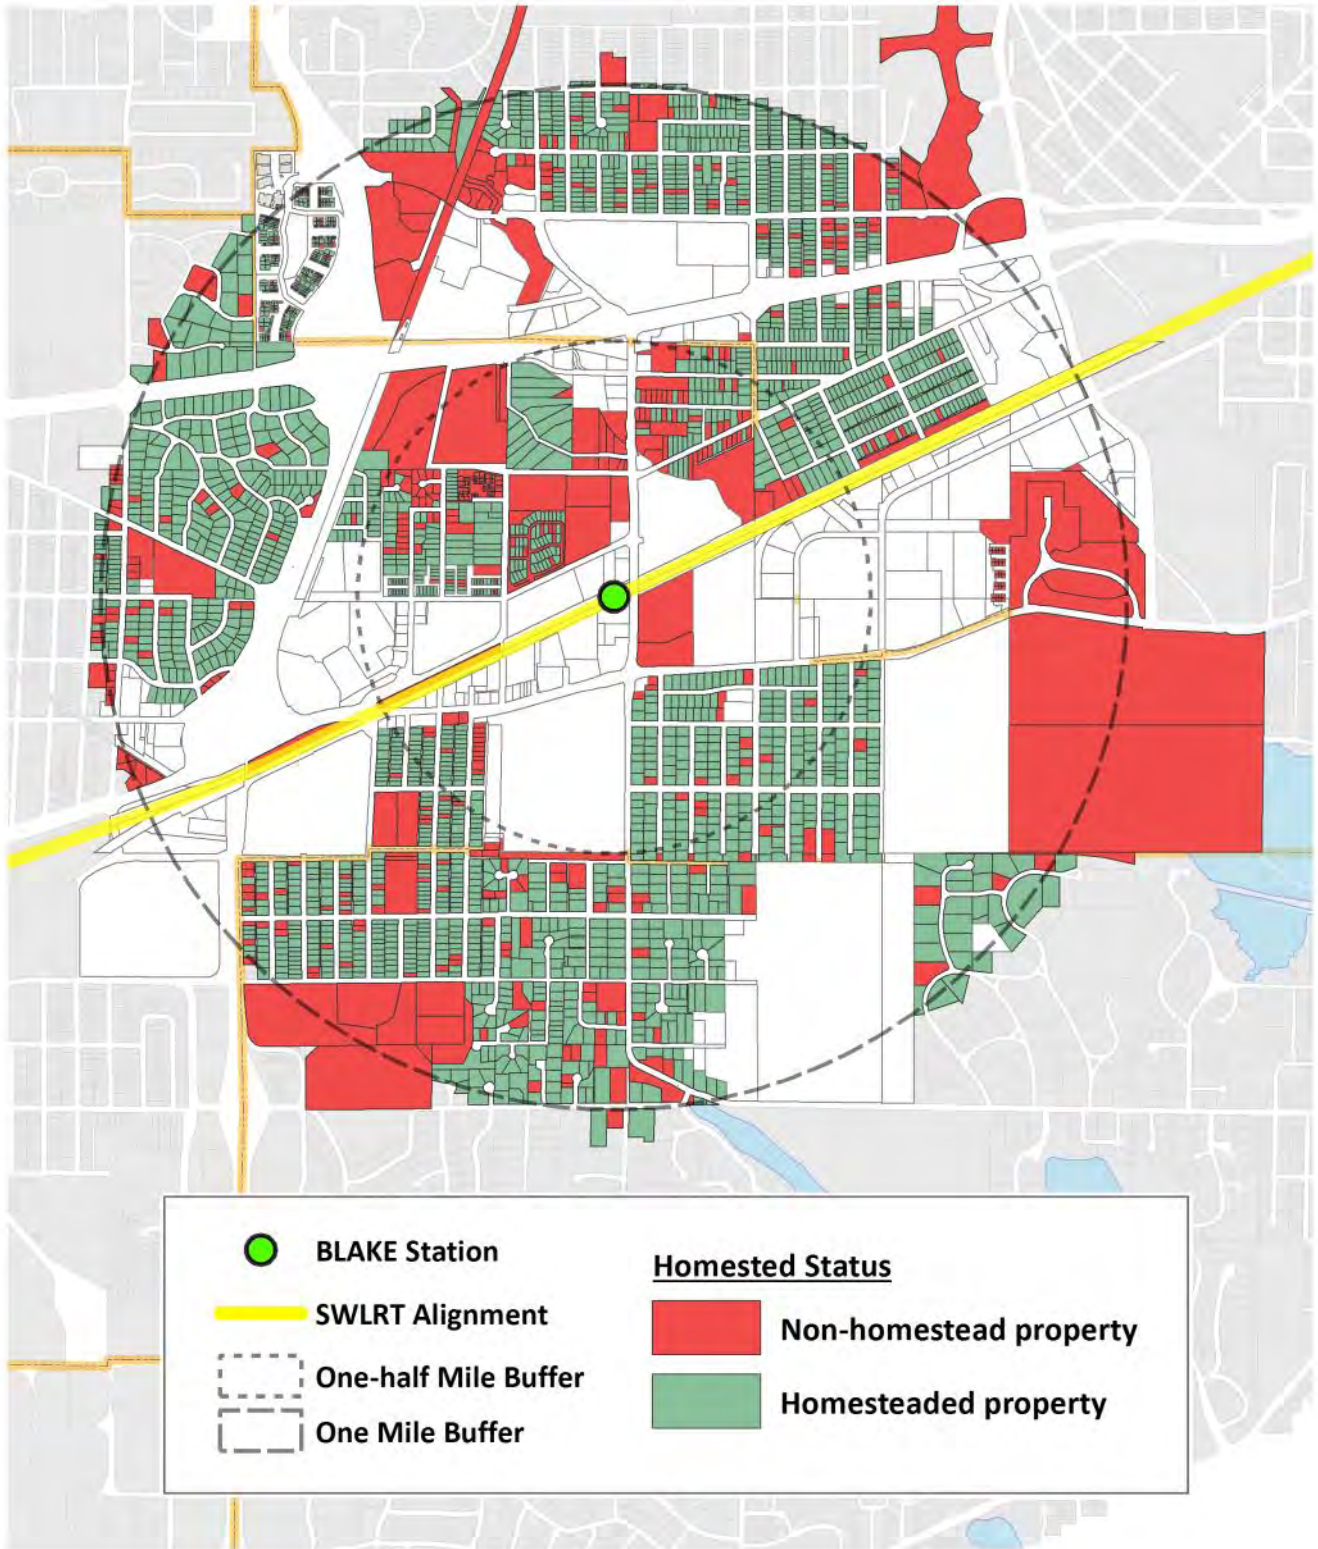 BLAKE Station
SWLRT Alignment
One-half Mile Buffer
One Mile Buffer
Homested Status
Non-homestead property
Homesteaded property